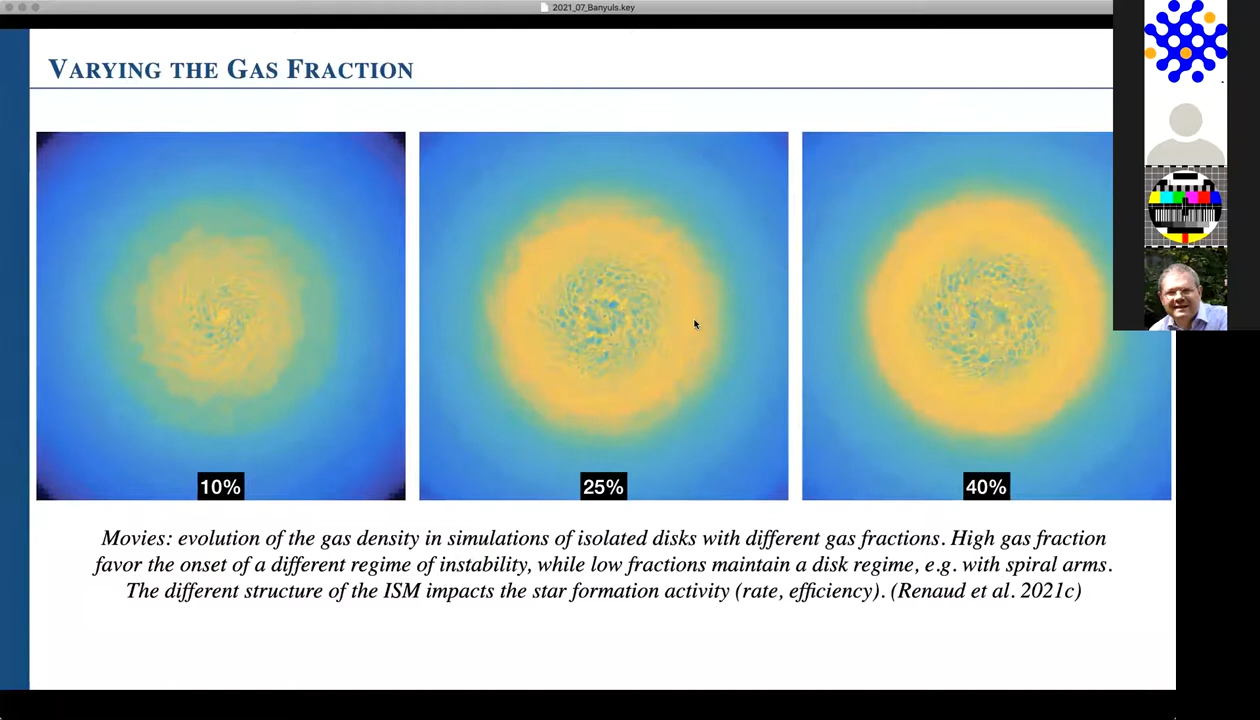 2021_07_Banyuls.key
VARYING THE GAS FRACTION
10%
25%
40%
Movies: evolution of the gas density in simulations of isolated disks with different gas fractions. High gas fraction
favor the onset of a different regime of instability, while low fractions maintain a disk regime, e.g. with spiral arms.
The different structure of the ISM impacts the star formation activity (rate, efficiency). (Renaud et al. 2021c)